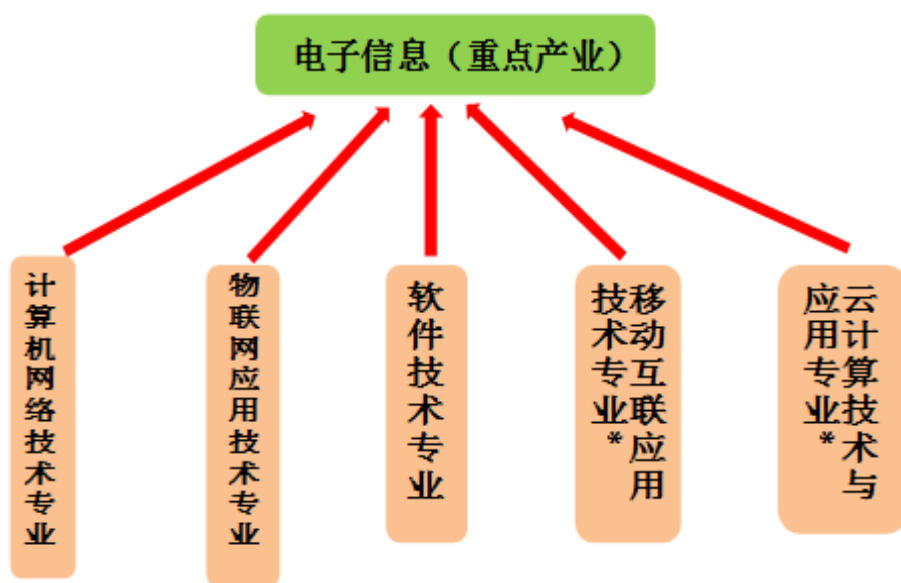 电子信息（重点产业）
计算机网络技术专业
物联网应用技术专业
软件技术专业
移动互联应用
技术专业*
云计算技术与
应用专业*